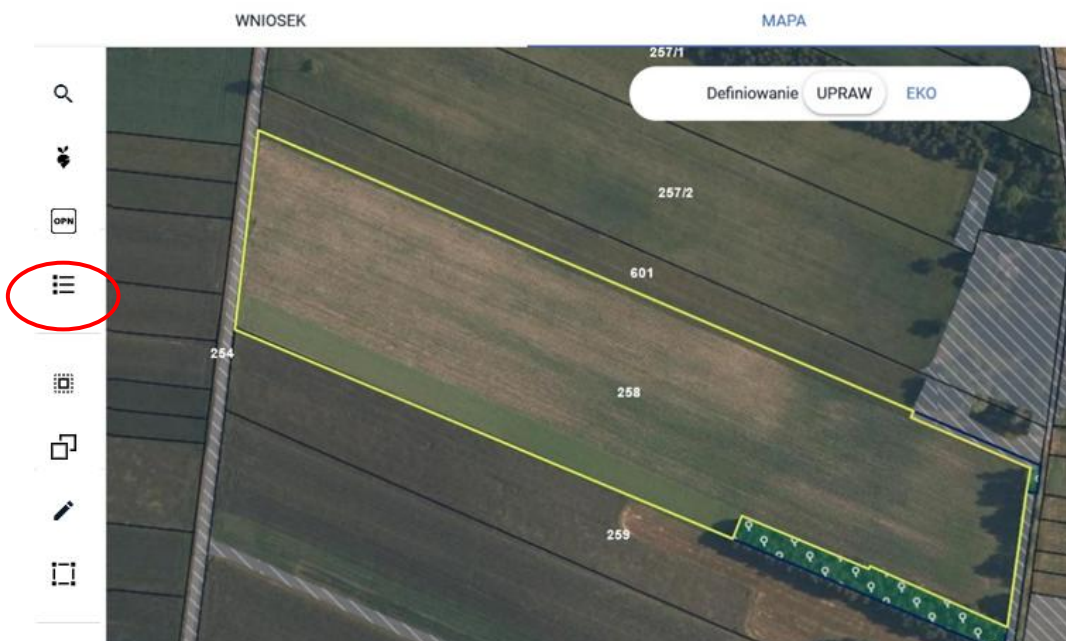 WNIOSEK MAPA
257/1
Definiowanie UPRAW EKO
OPN
257/2
601
254
258
259